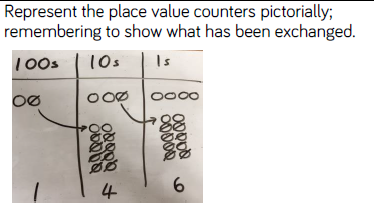 Represent the place value counters pictorially;
remembering to show what has been exchanged.
100s 10s 1s
1 4 6